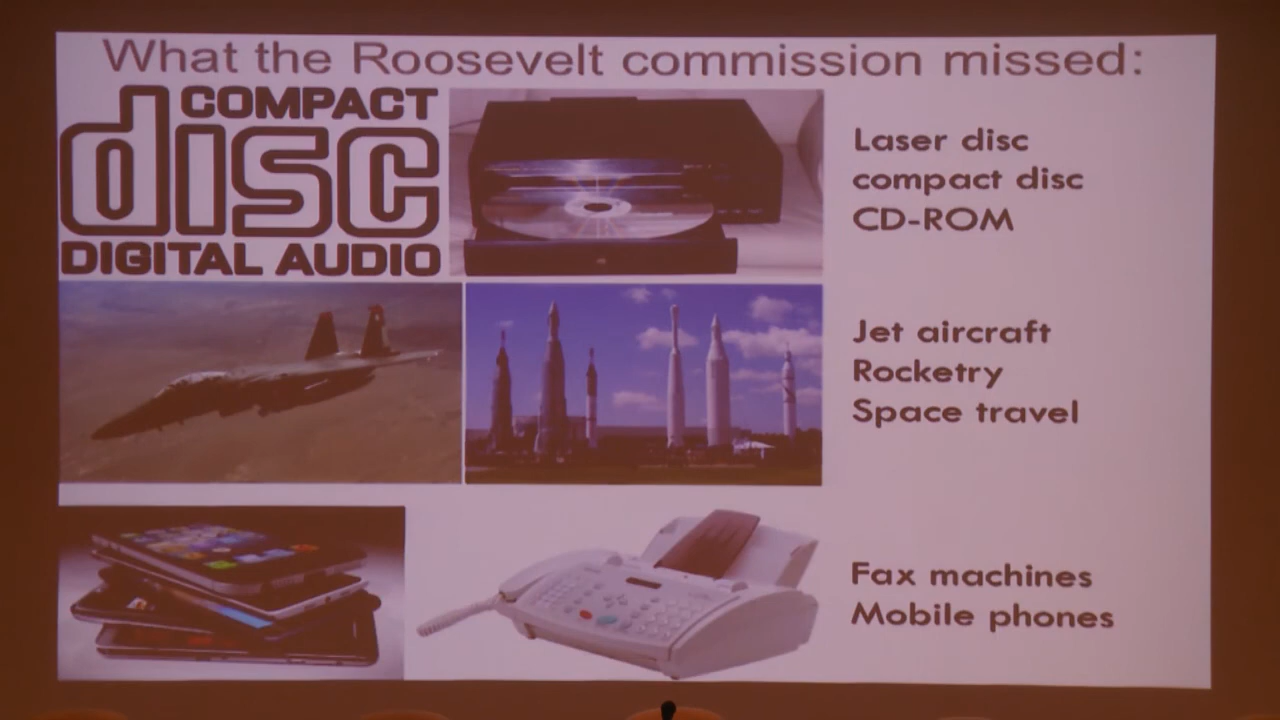 What the Roosevelt commission missed:
COMPACT
disc
DIGITAL AUDIO
Laser disc
compact disc
CD-ROM
Jet aircraft
Rocketry
Space travel
Fax machines
Mobile phones